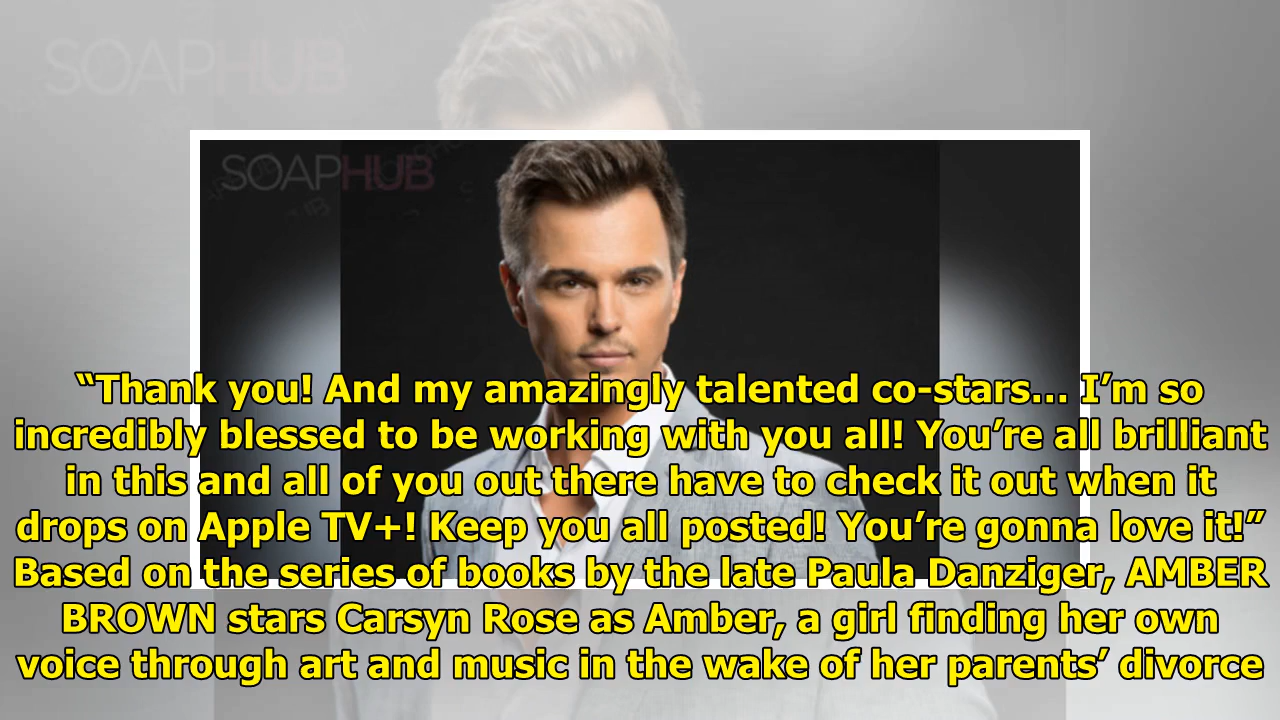 SOAPHUB
SOAPHUB
“Thank you! And my amazingly talented co-stars… I’m so
incredibly blessed to be working with you all! You’re all brilliant
in this and all of you out there have to check it out when it
drops on Apple TV+! Keep you all posted! You’re gonna love it!”
Based on the series of books by the late Paula Danziger, AMBER
BROWN stars Carsyn Rose as Amber, a girl finding her own
voice through art and music in the wake of her parents’ divorce